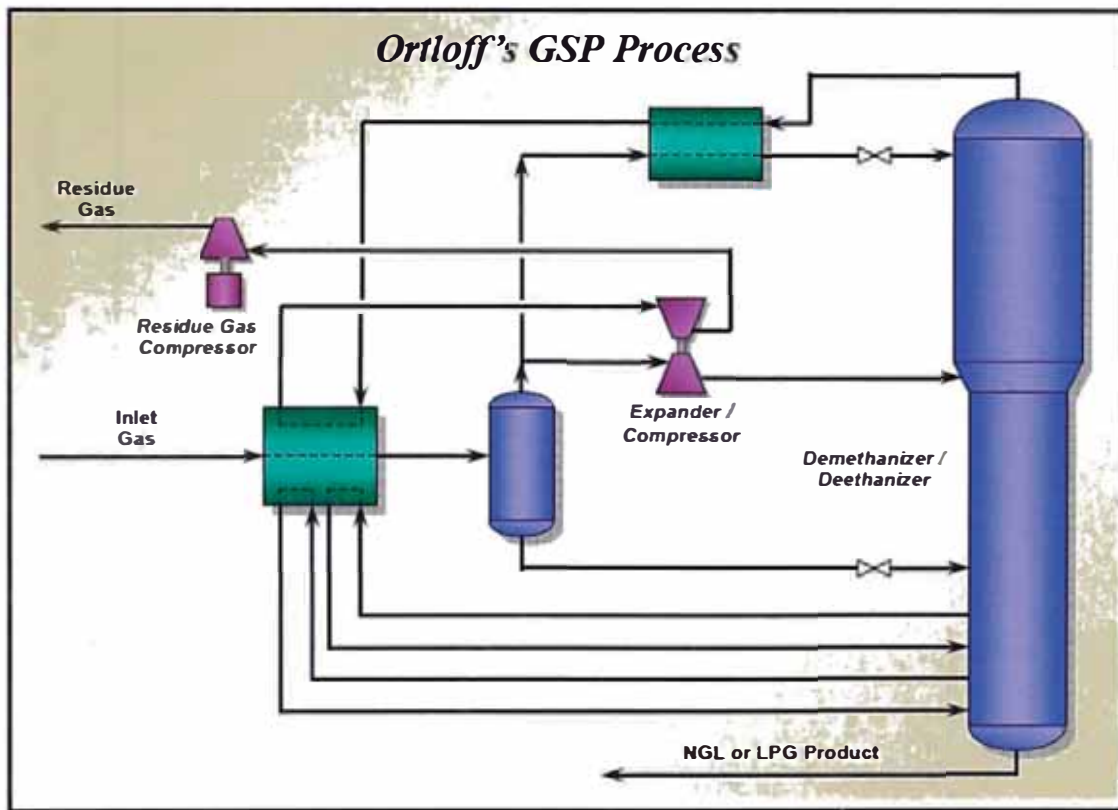 Ortloff's GSP Process
Residue
Gas
Residue Gas
Compressor
Inlet
Gas
Expander /
Compressor
Demethanizer /
Deethanizer
NGL or LPG Product